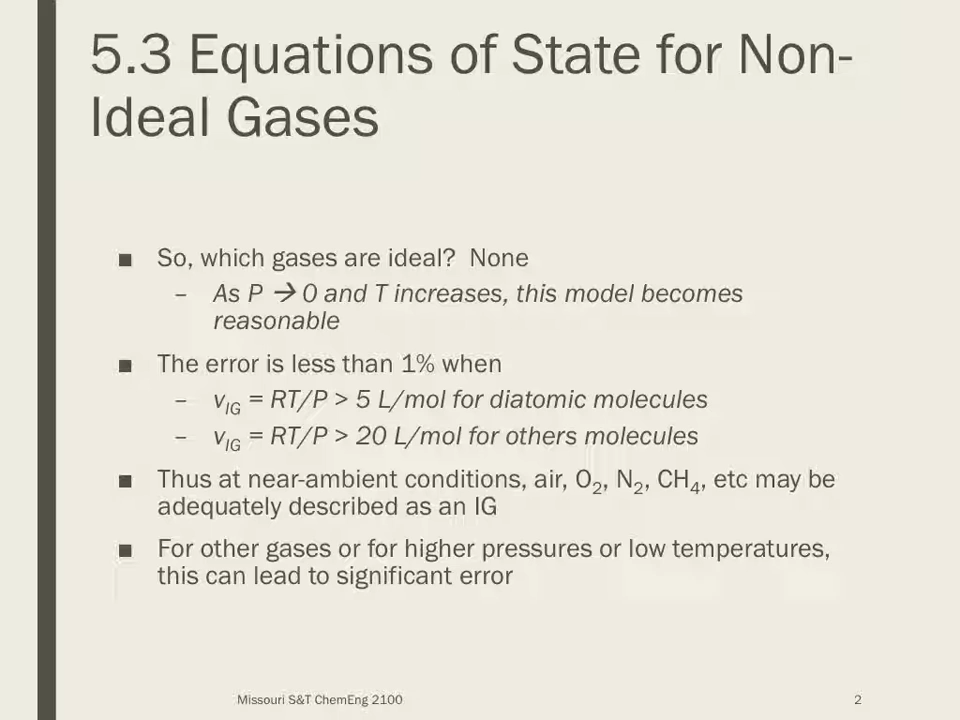 5.3 Equations of State for Non-
Ideal Gases
■ So, which gases are ideal?  None
– As P → 0 and T increases, this model becomes
reasonable
■ The error is less than 1% when
– v_IG = RT/P > 5 L/mol for diatomic molecules
– v_IG = RT/P > 20 L/mol for others molecules
■ Thus at near-ambient conditions, air, O₂, N₂, CH₄, etc may be
adequately described as an IG
■ For other gases or for higher pressures or low temperatures,
this can lead to significant error
Missouri S&T ChemEng 2100 2